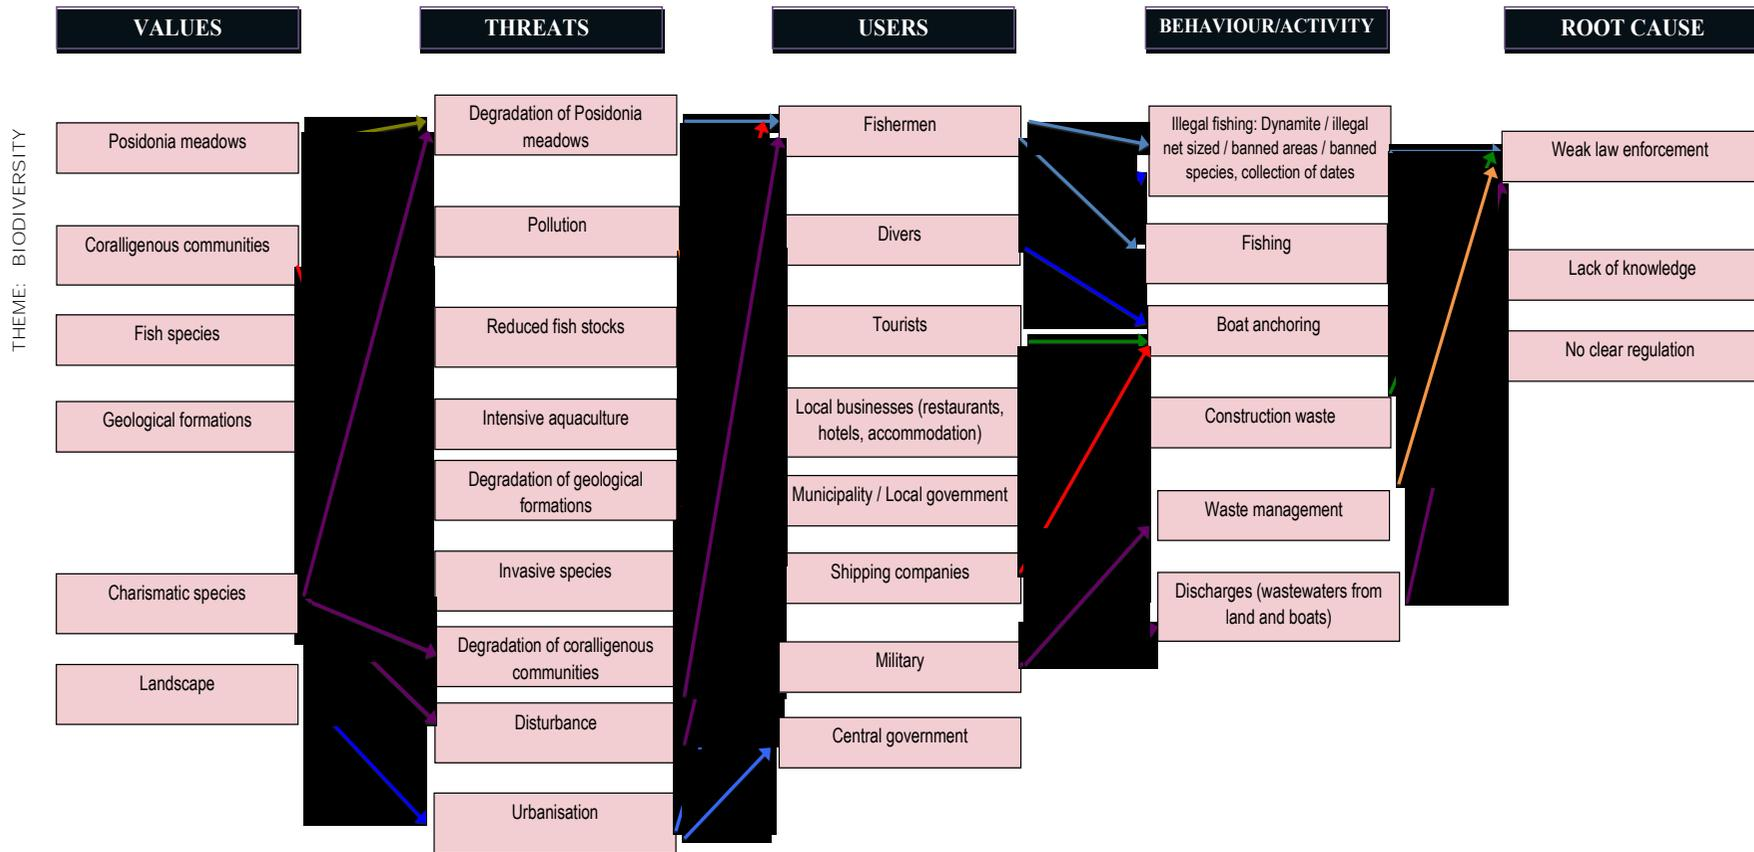 VALUES
THREATS
USERS
BEHAVIOUR/ACTIVITY
ROOT CAUSE
THEME: BIODIVERSITY
Posidonia meadows
Coralligenous communities
Fish species
Geological formations
Charismatic species
Landscape
Degradation of Posidonia
meadows
Pollution
Reduced fish stocks
Intensive aquaculture
Degradation of geological
formations
Invasive species
Degradation of coralligenous
communities
Disturbance
Urbanisation
Fishermen
Divers
Tourists
Local businesses (restaurants,
hotels, accommodation)
Municipality / Local government
Shipping companies
Military
Central government
Illegal fishing: Dynamite / illegal
net sized / banned areas / banned
species, collection of dates
Fishing
Boat anchoring
Construction waste
Waste management
Discharges (wastewaters from
land and boats)
Weak law enforcement
Lack of knowledge
No clear regulation